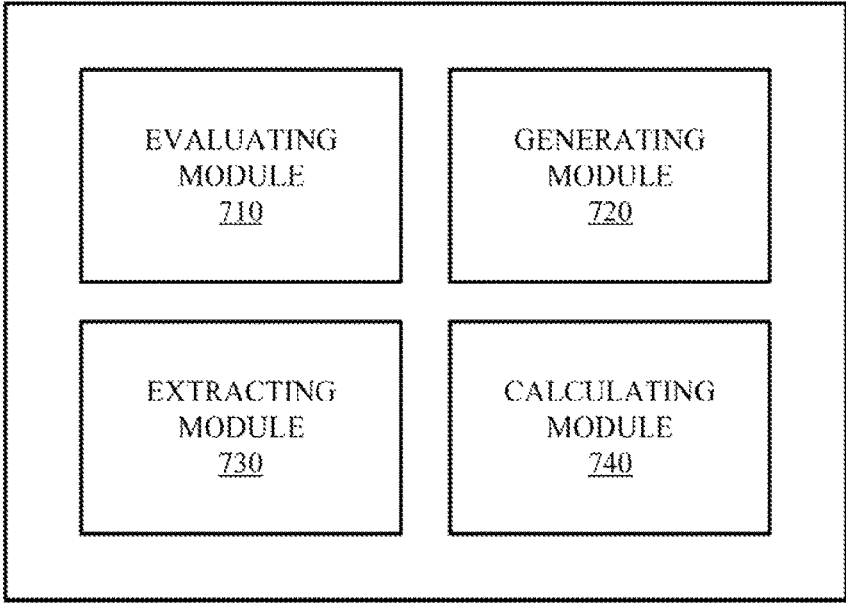 EVALUATING
MODULE
710
GENERATING
MODULE
720
EXTRACTING
MODULE
730
CALCULATING
MODULE
740